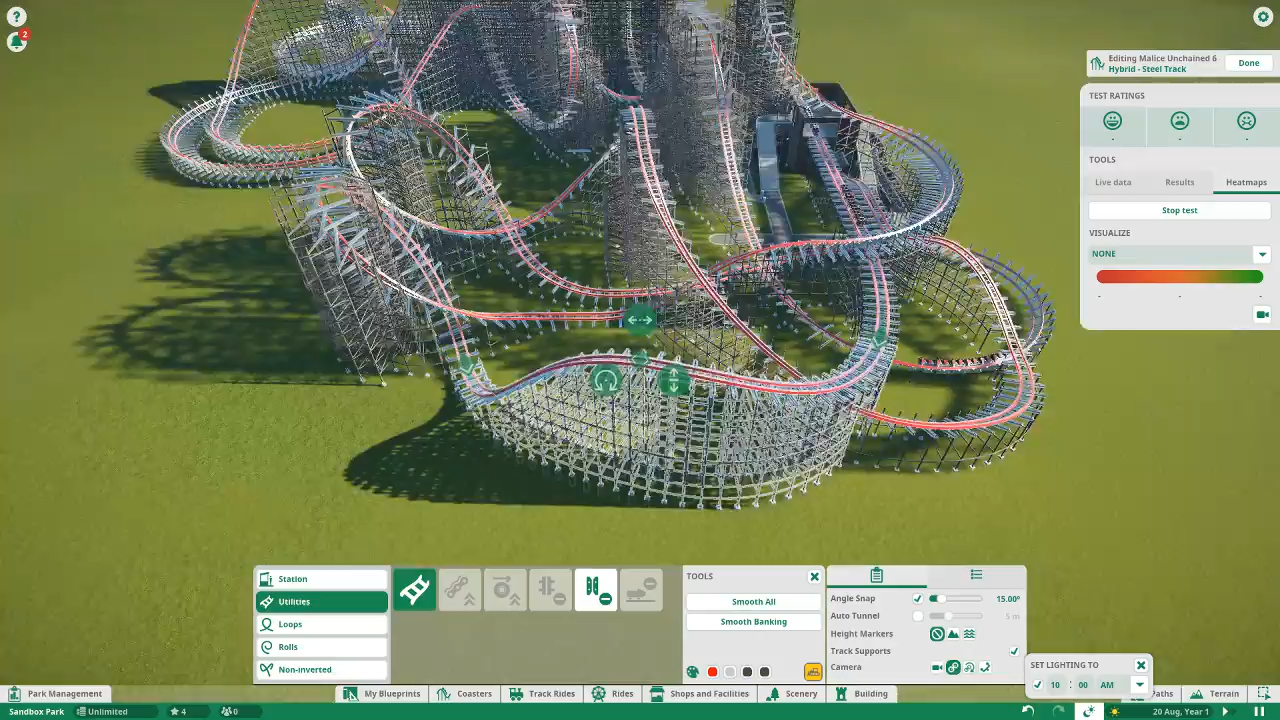 ?
2
Editing Malice Unchained 6
Hybrid - Steel Track
Done
TEST RATINGS
- - -
TOOLS
Live data Results Heatmaps
Stop test
VISUALIZE
NONE
- - -
Station
Utilities
Loops
Rolls
Non-inverted
TOOLS
Smooth All
Smooth Banking
Angle Snap 15.00°
Auto Tunnel 5 m
Height Markers
Track Supports
Camera
SET LIGHTING TO
10 : 00 AM
Park Management My Blueprints Coasters Track Rides Rides Shops and Facilities Scenery Building Paths Terrain
Sandbox Park Unlimited 4 0 20 Aug, Year 1